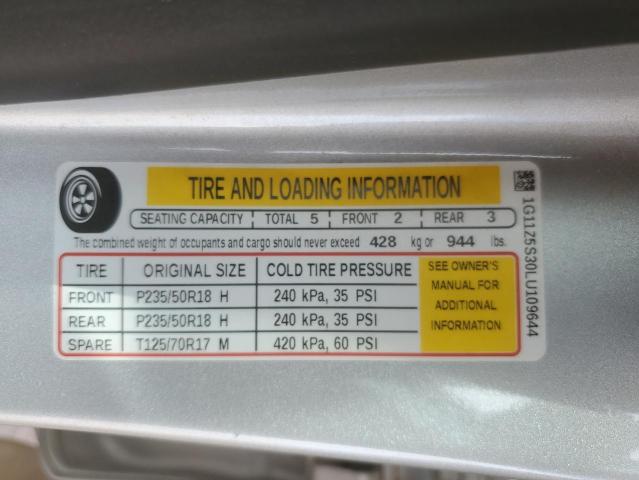 TIRE AND LOADING INFORMATION
SEATING CAPACITY TOTAL 5 FRONT 2 REAR 3
The combined weight of occupants and cargo should never exceed 428 kg or 944 lbs.
TIRE ORIGINAL SIZE COLD TIRE PRESSURE
FRONT P235/50R18 H 240 kPa, 35 PSI
REAR P235/50R18 H 240 kPa, 35 PSI
SPARE T125/70R17 M 420 kPa, 60 PSI
SEE OWNER'S
MANUAL FOR
ADDITIONAL
INFORMATION
1G11Z5S30LU109644